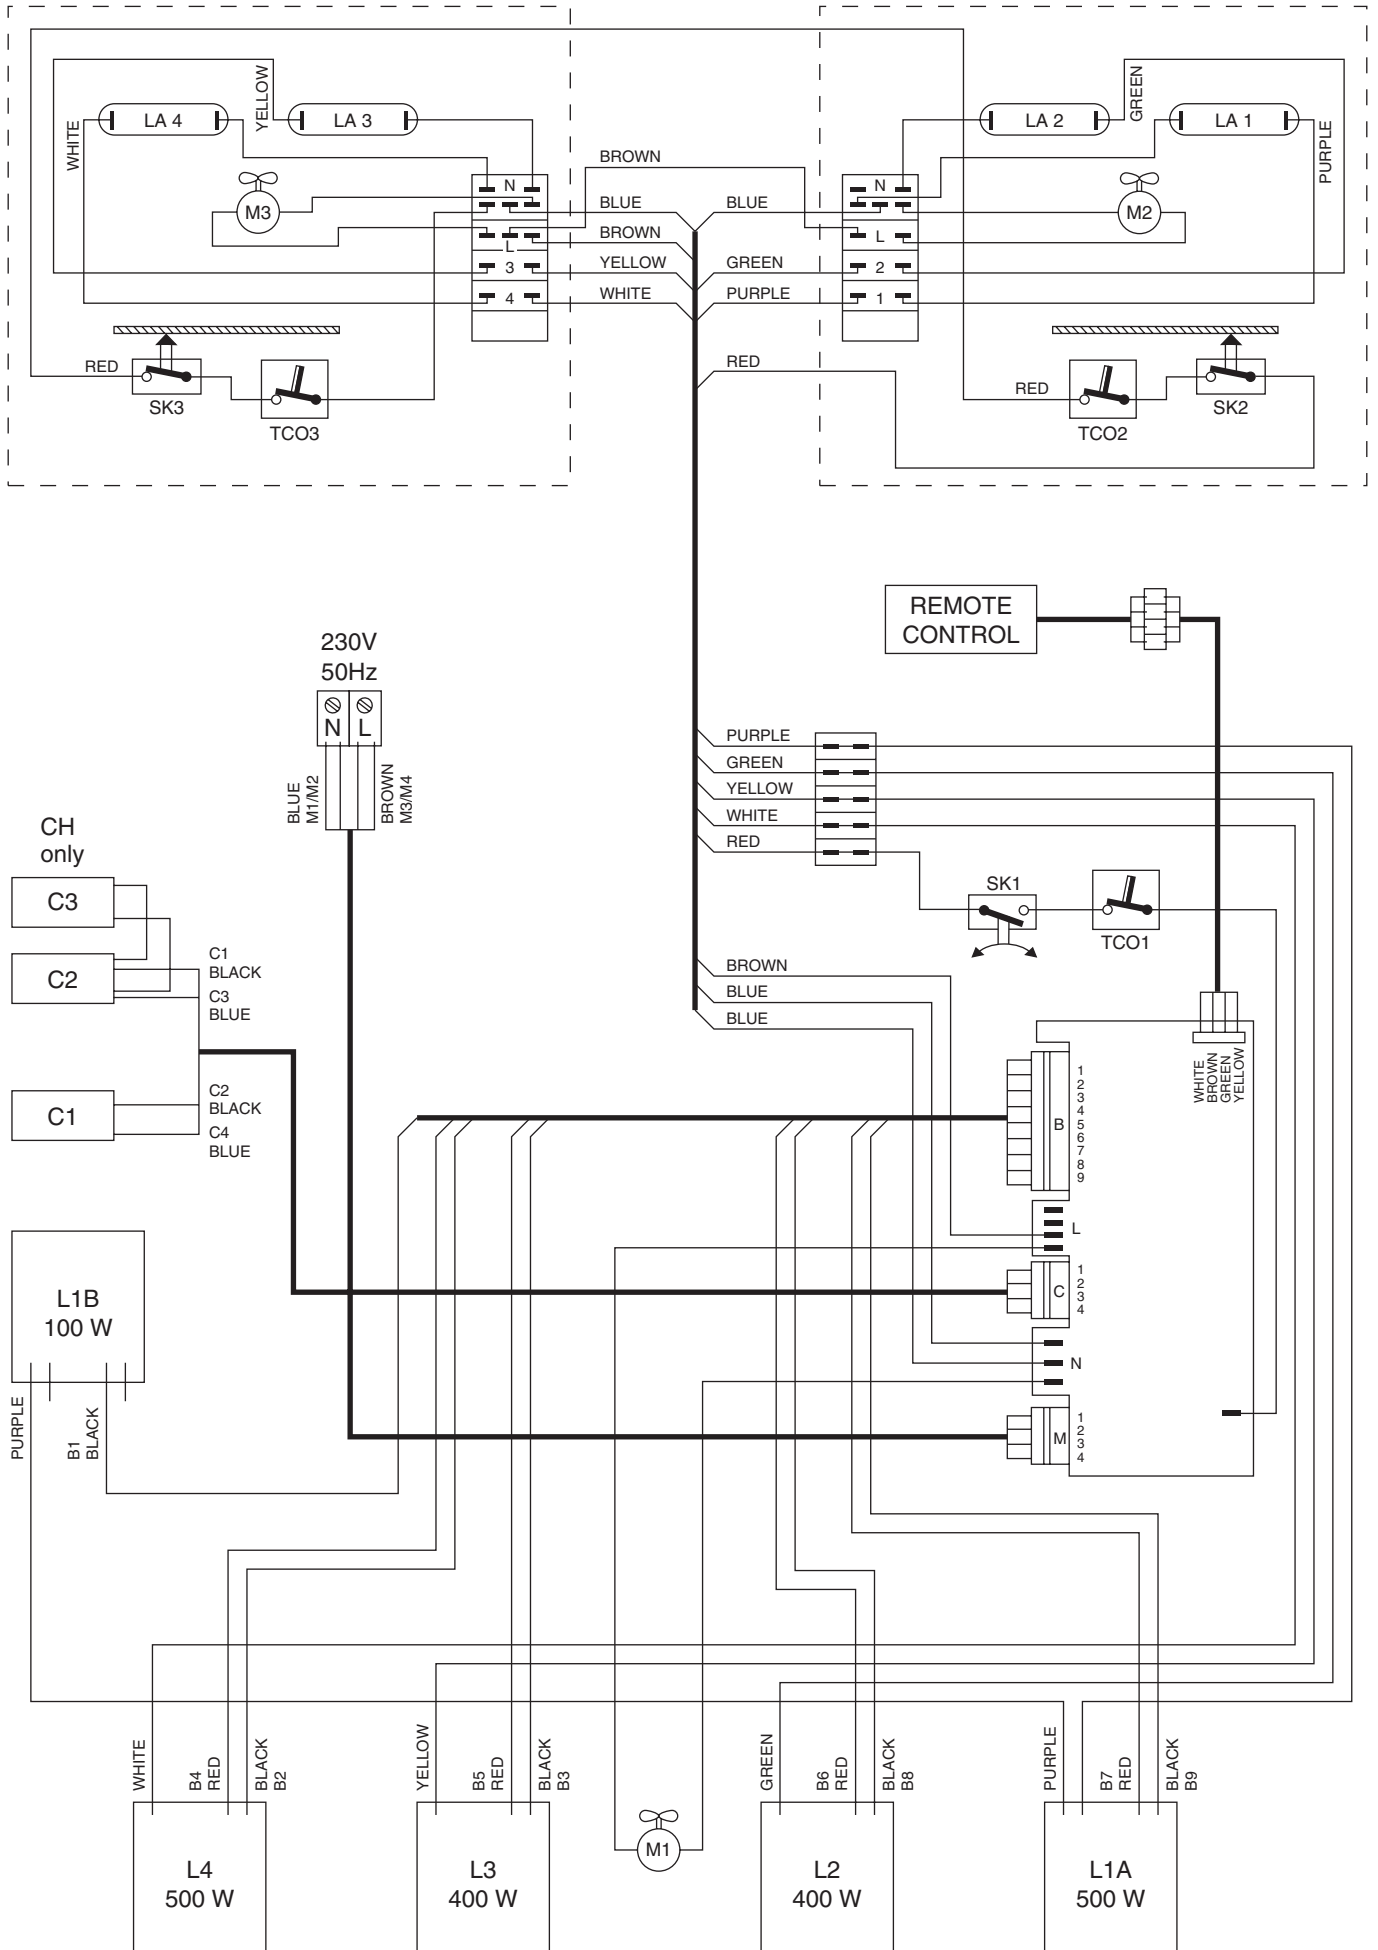 LA 4
YELLOW
LA 3
WHITE
M3
N
L
3
4
RED
SK3
TCO3
BROWN
BLUE
BROWN
YELLOW
WHITE
BLUE
GREEN
PURPLE
RED
LA 2
GREEN
LA 1
PURPLE
N
L
2
1
M2
RED
TCO2
SK2
REMOTE
CONTROL
230V
50Hz
N L
BLUE
M1/M2
BROWN
M3/M4
PURPLE
GREEN
YELLOW
WHITE
RED
SK1
TCO1
CH
only
C3
C2
C1
BLACK
C3
BLUE
C1
C2
BLACK
C4
BLUE
BROWN
BLUE
BLUE
WHITE
BROWN
GREEN
YELLOW
B
1
2
3
4
5
6
7
8
9
L
C
1
2
3
4
N
M
1
2
3
4
L1B
100 W
PURPLE
B1
BLACK
WHITE
B4
RED
BLACK
B2
YELLOW
B5
RED
BLACK
B3
GREEN
B6
RED
BLACK
B8
PURPLE
B7
RED
BLACK
B9
L4
500 W
L3
400 W
M1
L2
400 W
L1A
500 W